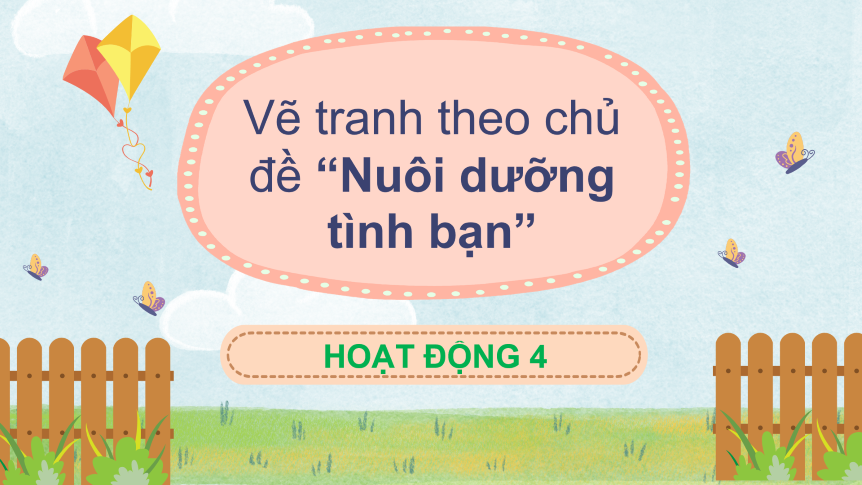 Vẽ tranh theo chủ
đề “Nuôi dưỡng
tình bạn”
HOẠT ĐỘNG 4